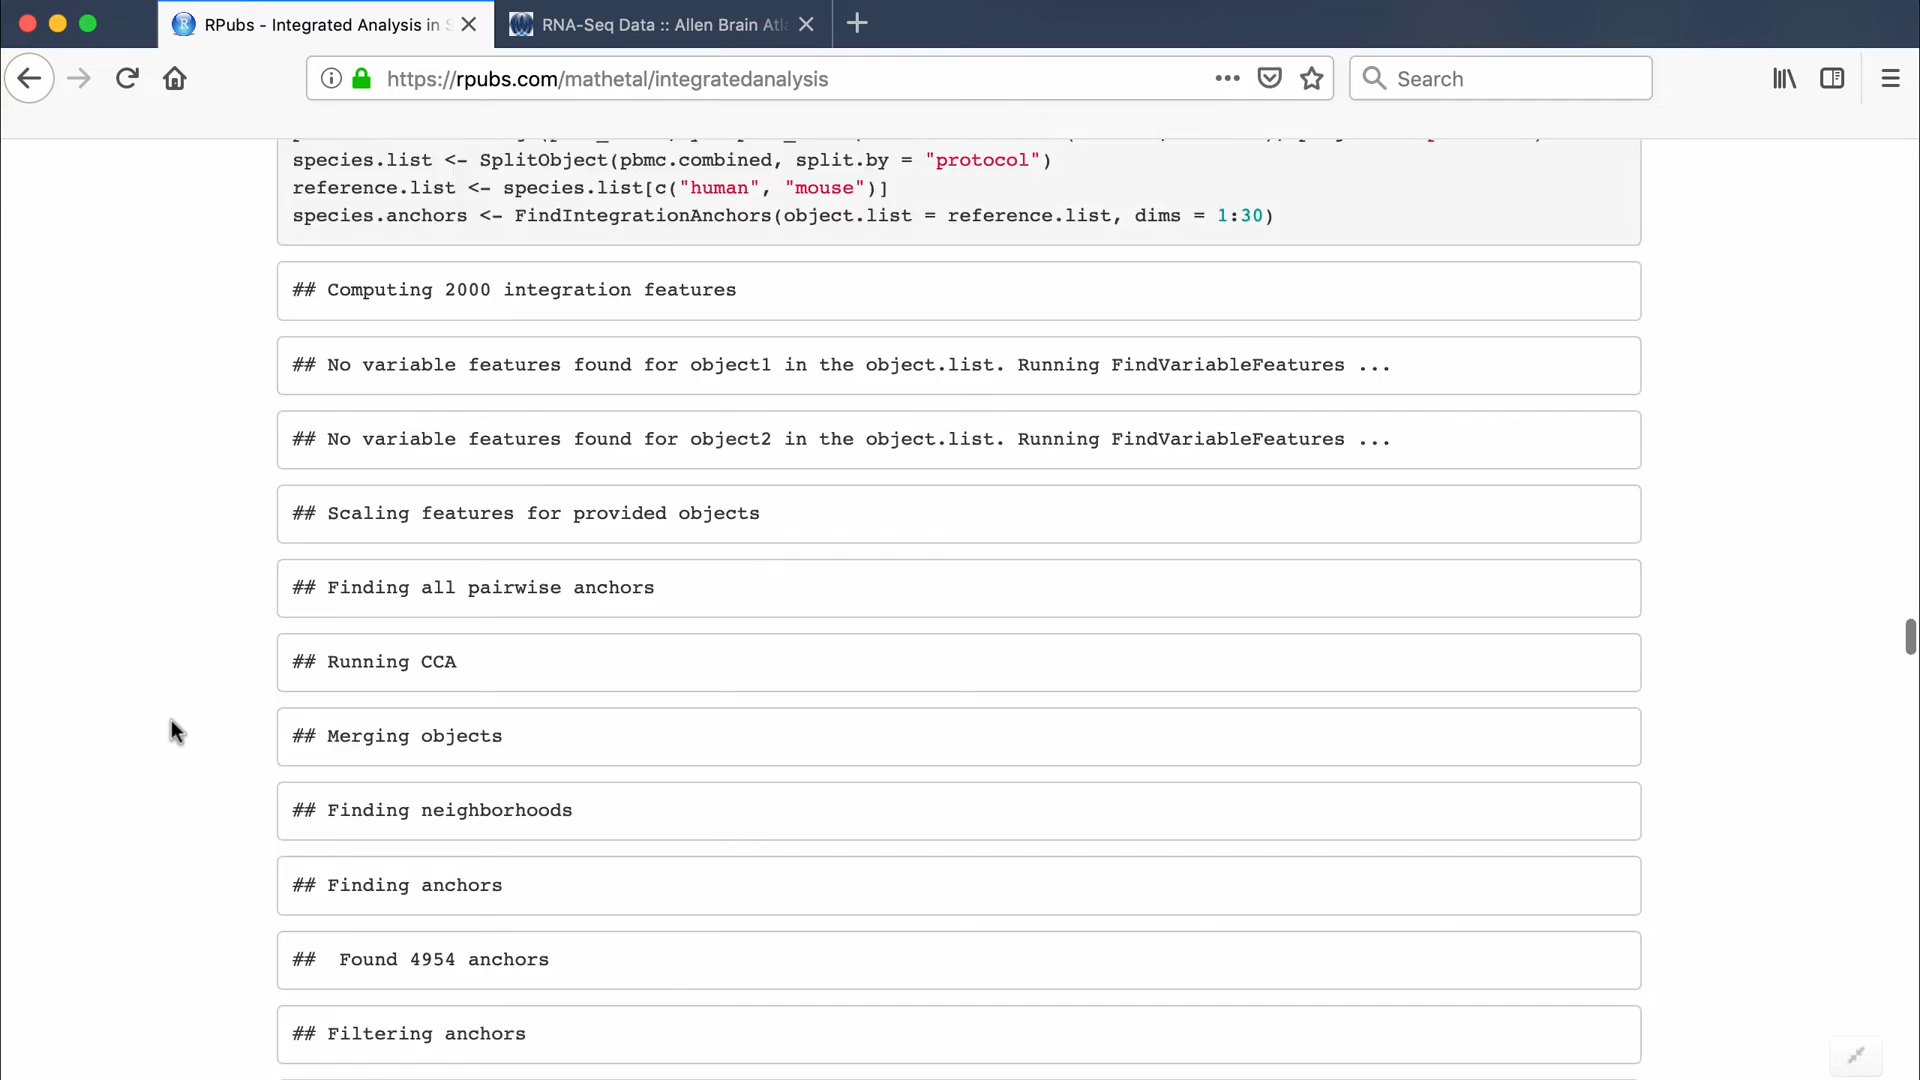 RPubs - Integrated Analysis in S
RNA-Seq Data :: Allen Brain Atl
https://rpubs.com/mathetal/integratedanalysis
Search
species.list <- SplitObject(pbmc.combined, split.by = "protocol")
reference.list <- species.list[c("human", "mouse")]
species.anchors <- FindIntegrationAnchors(object.list = reference.list, dims = 1:30)
## Computing 2000 integration features
## No variable features found for object1 in the object.list. Running FindVariableFeatures ...
## No variable features found for object2 in the object.list. Running FindVariableFeatures ...
## Scaling features for provided objects
## Finding all pairwise anchors
## Running CCA
## Merging objects
## Finding neighborhoods
## Finding anchors
##  Found 4954 anchors
## Filtering anchors